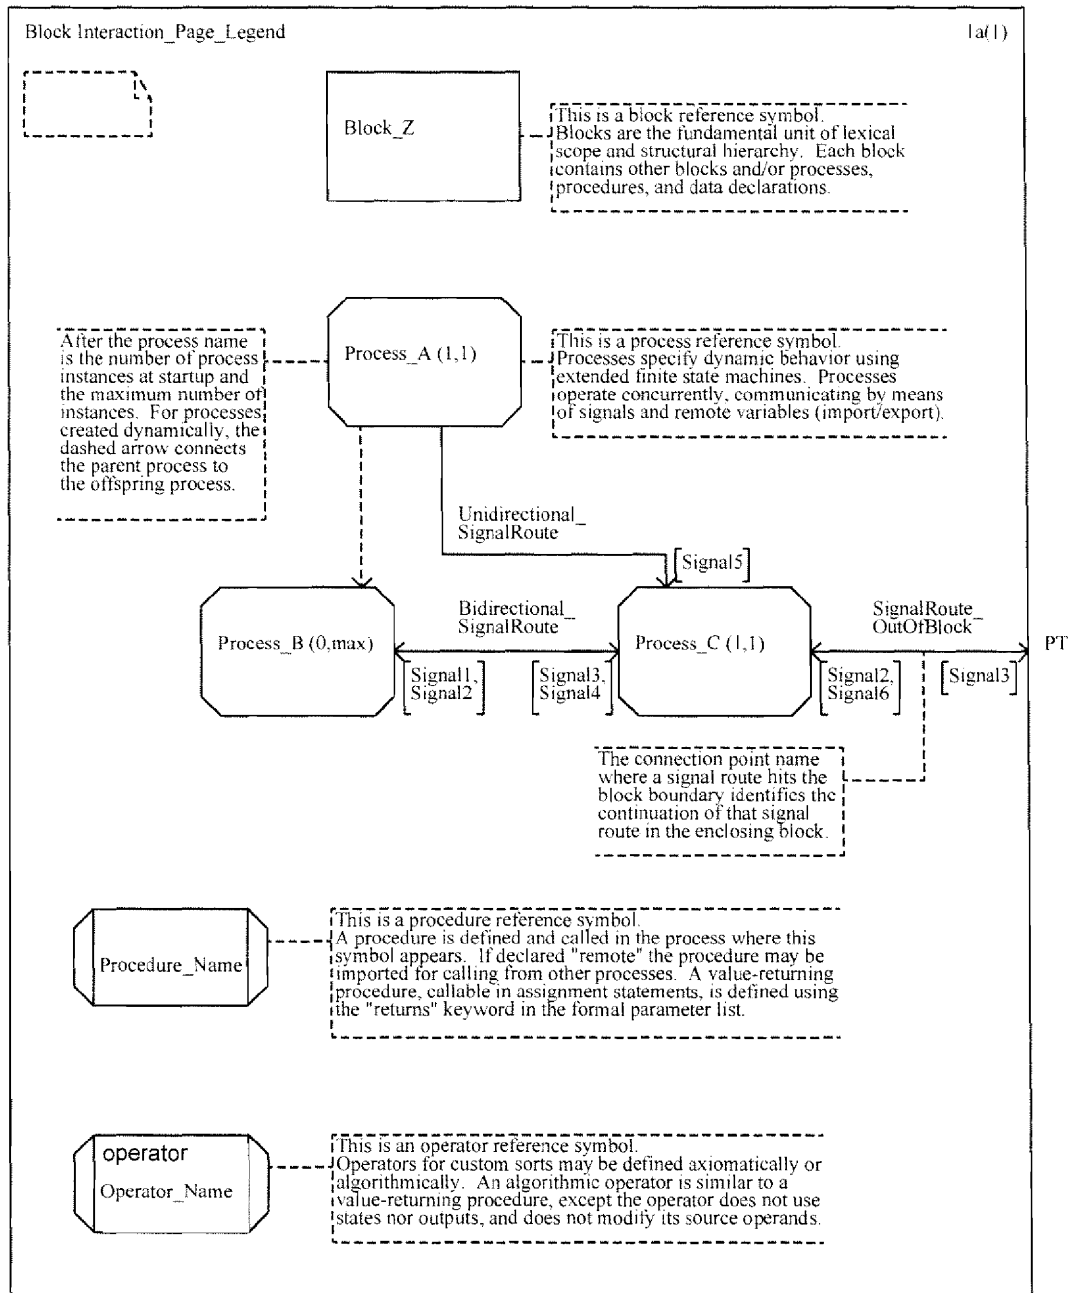 Block Interaction_Page_Legend
1a(1)
Block_Z
This is a block reference symbol.
Blocks are the fundamental unit of lexical
scope and structural hierarchy. Each block
contains other blocks and/or processes,
procedures, and data declarations.
After the process name
is the number of process
instances at startup and
the maximum number of
instances. For processes
created dynamically, the
dashed arrow connects
the parent process to
the offspring process.
Process_A (1,1)
This is a process reference symbol.
Processes specify dynamic behavior using
extended finite state machines. Processes
operate concurrently, communicating by means
of signals and remote variables (import/export).
Unidirectional_
SignalRoute
[Signal5]
Process_B (0,max)
Bidirectional_
SignalRoute
[Signal1,
Signal2]
[Signal3,
Signal4]
Process_C (1,1)
SignalRoute_
OutOfBlock
[Signal2,
Signal6]
[Signal3]
PT
The connection point name
where a signal route hits the
block boundary identifies the
continuation of that signal
route in the enclosing block.
Procedure_Name
This is a procedure reference symbol.
A procedure is defined and called in the process where this
symbol appears. If declared "remote" the procedure may be
imported for calling from other processes. A value-returning
procedure, callable in assignment statements, is defined using
the "returns" keyword in the formal parameter list.
operator
Operator_Name
This is an operator reference symbol.
Operators for custom sorts may be defined axiomatically or
algorithmically. An algorithmic operator is similar to a
value-returning procedure, except the operator does not use
states nor outputs, and does not modify its source operands.